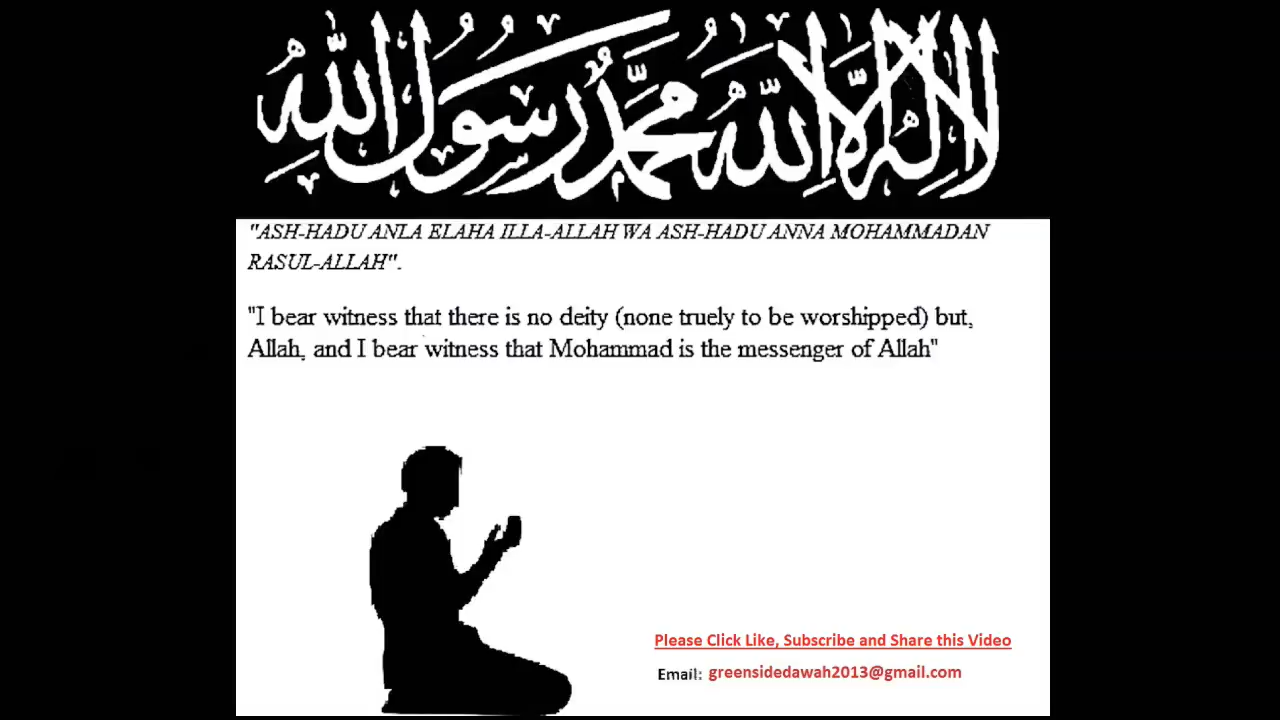 لا إله إلا الله محمد رسول الله
"ASH-HADU ANLA ELAHA ILLA-ALLAH WA ASH-HADU ANNA MOHAMMADAN
RASUL-ALLAH".
"I bear witness that there is no deity (none truely to be worshipped) but,
Allah, and I bear witness that Mohammad is the messenger of Allah"
Please Click Like, Subscribe and Share this Video
Email: greensidedawah2013@gmail.com